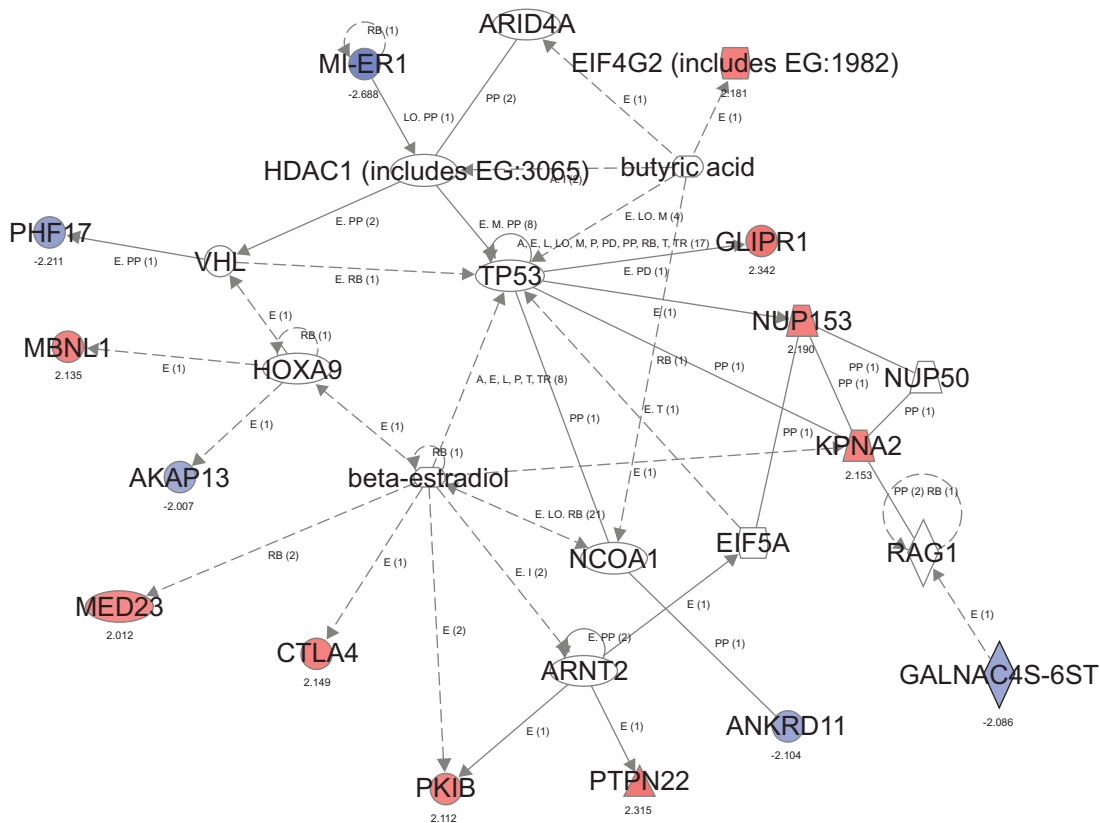 ARID4A
RB (1)
MI-ER1
-2.688
EIF4G2 (includes EG:1982)
2.181
PP (2)
E (1)
LO. PP (1)
E (1)
HDAC1 (includes EG:3065)
butyric acid
E. PP (2)
E. M. PP (8)
E. LO. M (4)
PHF17
-2.211
A, E, L, LO, M, P, PD, PP, RB, T, TR (17)
GLIPR1
2.342
E. PP (1)
VHL
TP53
E. RB (1)
E. PD (1)
E (1)
E (1)
NUP153
2.190
RB (1)
MBNL1
2.135
E (1)
HOXA9
RB (1)
PP (1)
PP (1)
PP (1)
NUP50
A, E, L, P, T, TR (8)
PP (1)
E. T (1)
PP (1)
E (1)
E (1)
PP (1)
KPNA2
2.153
RB (1)
AKAP13
-2.007
beta-estradiol
E (1)
PP (2) RB (1)
E. LO. RB (21)
EIF5A
RAG1
NCOA1
RB (2)
E (1)
E. I (2)
MED23
2.012
E (1)
E (1)
E (2)
E. PP (2)
PP (1)
CTLA4
2.149
ARNT2
GALNAC4S-6ST
-2.086
E (1)
E (1)
ANKRD11
-2.104
PKIB
2.112
PTPN22
2.315